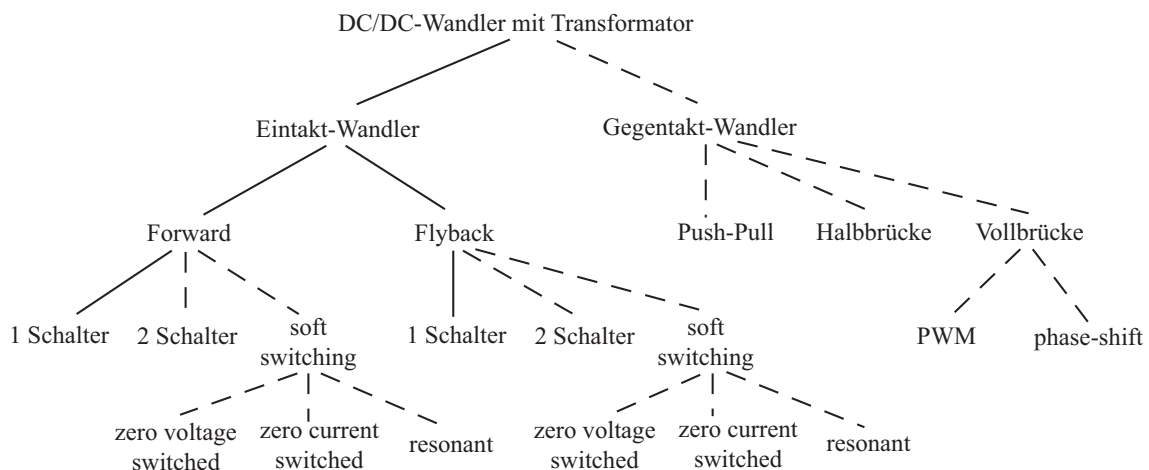 DC/DC-Wandler mit Transformator
Eintakt-Wandler
Gegentakt-Wandler
Forward
Flyback
Push-Pull
Halbbrücke
Vollbrücke
1 Schalter
2 Schalter
soft
switching
1 Schalter
2 Schalter
soft
switching
PWM
phase-shift
zero voltage
switched
zero current
switched
resonant
zero voltage
switched
zero current
switched
resonant